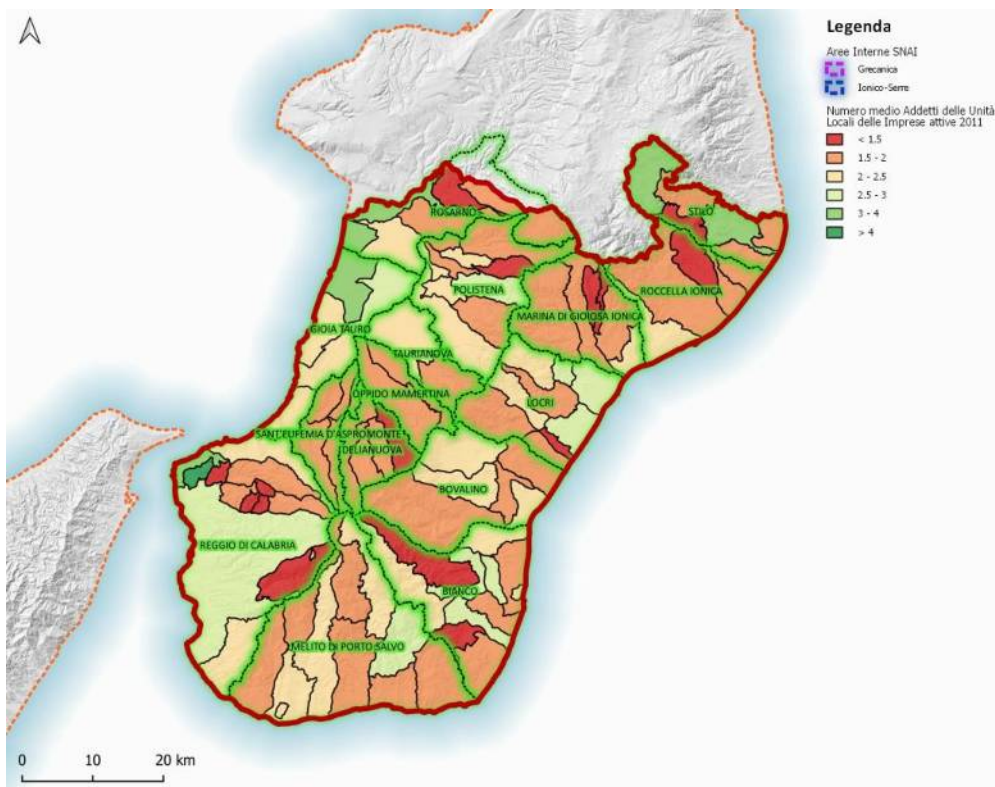 Legenda
Aree Interne SNAI
Grecanica
Ionico-Serre
Numero medio Addetti delle Unità
Locali delle Imprese attive 2011
< 1.5
1.5 - 2
2 - 2.5
2.5 - 3
3 - 4
> 4
ROSARNO
STILO
POLISTENA
ROCCELLA IONICA
MARINA DI GIOIOSA IONICA
GIOIA TAURO
TAURIANOVA
OPPIDO MAMERTINA
LOCRI
SANT'EUFEMIA D'ASPROMONTE
DELIANUOVA
BOVALINO
REGGIO DI CALABRIA
BIANCO
MELITO DI PORTO SALVO
0 10 20 km